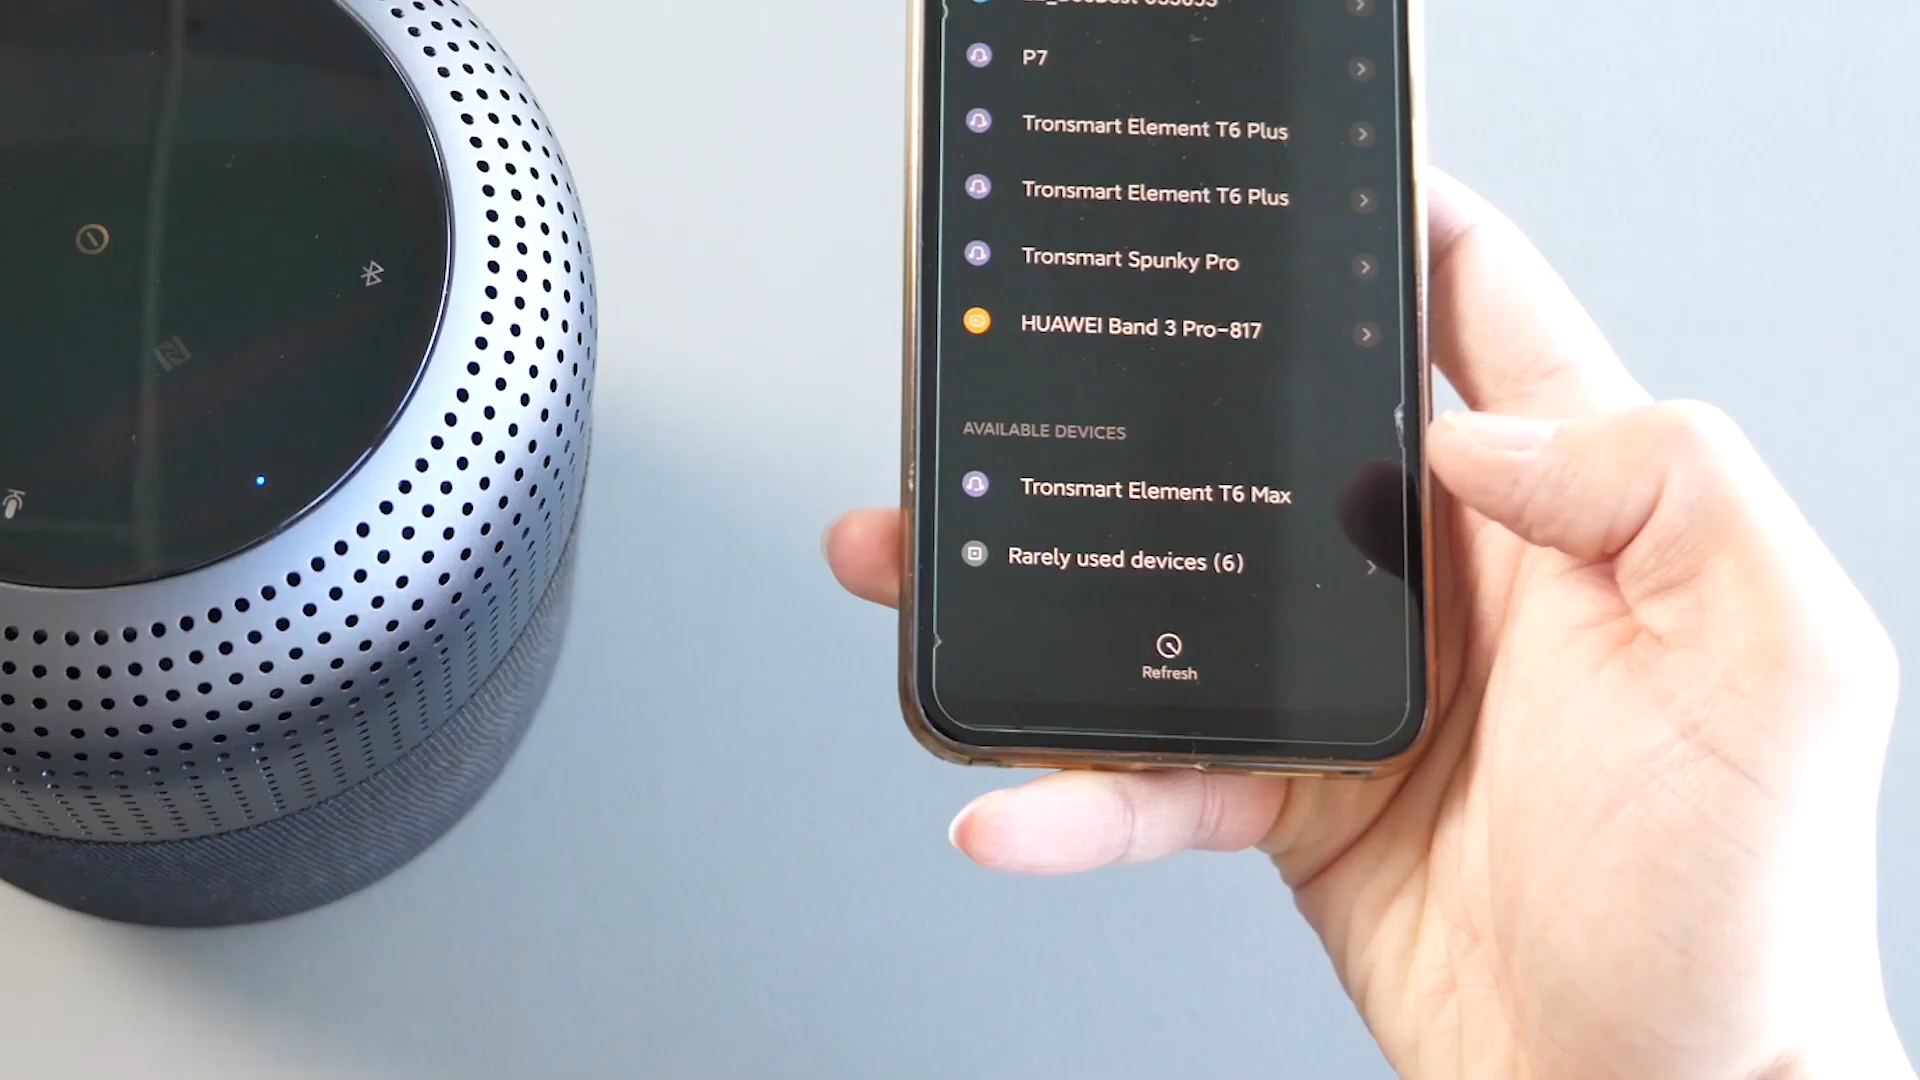 P7
Tronsmart Element T6 Plus
Tronsmart Element T6 Plus
Tronsmart Spunky Pro
HUAWEI Band 3 Pro-817
AVAILABLE DEVICES
Tronsmart Element T6 Max
Rarely used devices (6)
Refresh